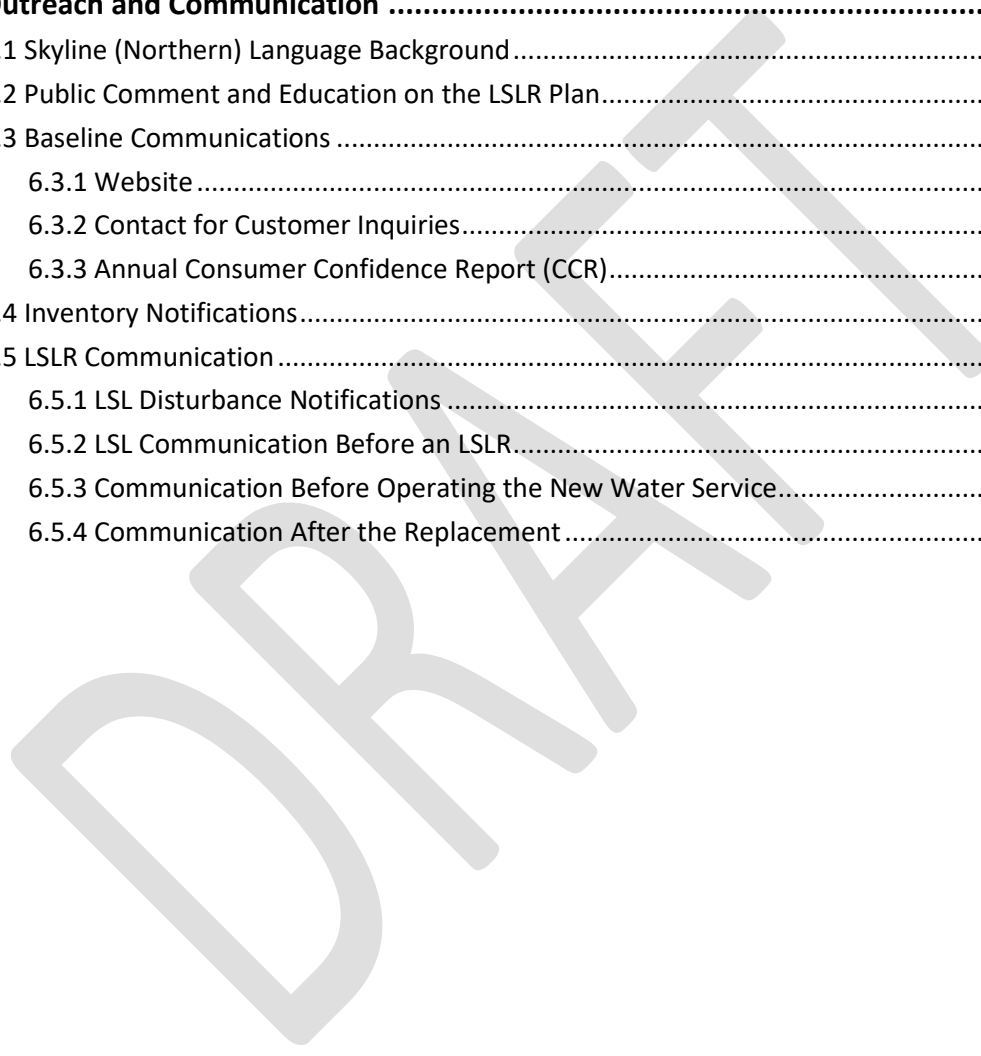 Outreach and Communication ........................................................................
.1 Skyline (Northern) Language Background ........................................................................
.2 Public Comment and Education on the LSLR Plan ........................................................................
.3 Baseline Communications ........................................................................
6.3.1 Website ........................................................................
6.3.2 Contact for Customer Inquiries ........................................................................
6.3.3 Annual Consumer Confidence Report (CCR) ........................................................................
.4 Inventory Notifications ........................................................................
.5 LSLR Communication ........................................................................
6.5.1 LSL Disturbance Notifications ........................................................................
6.5.2 LSL Communication Before an LSLR ........................................................................
6.5.3 Communication Before Operating the New Water Service ........................................................................
6.5.4 Communication After the Replacement ........................................................................
DRAFT